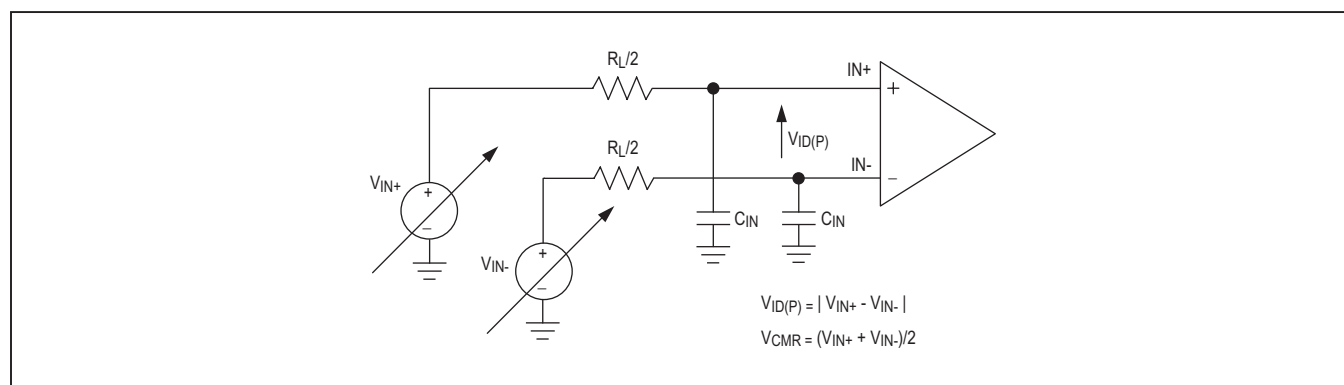 RL/2
IN+
+
VID(P)
RL/2
IN-
−
VIN+
+
−
CIN
CIN
VIN-
+
−
VID(P) = | VIN+ - VIN- |
VCMR = (VIN+ + VIN-)/2